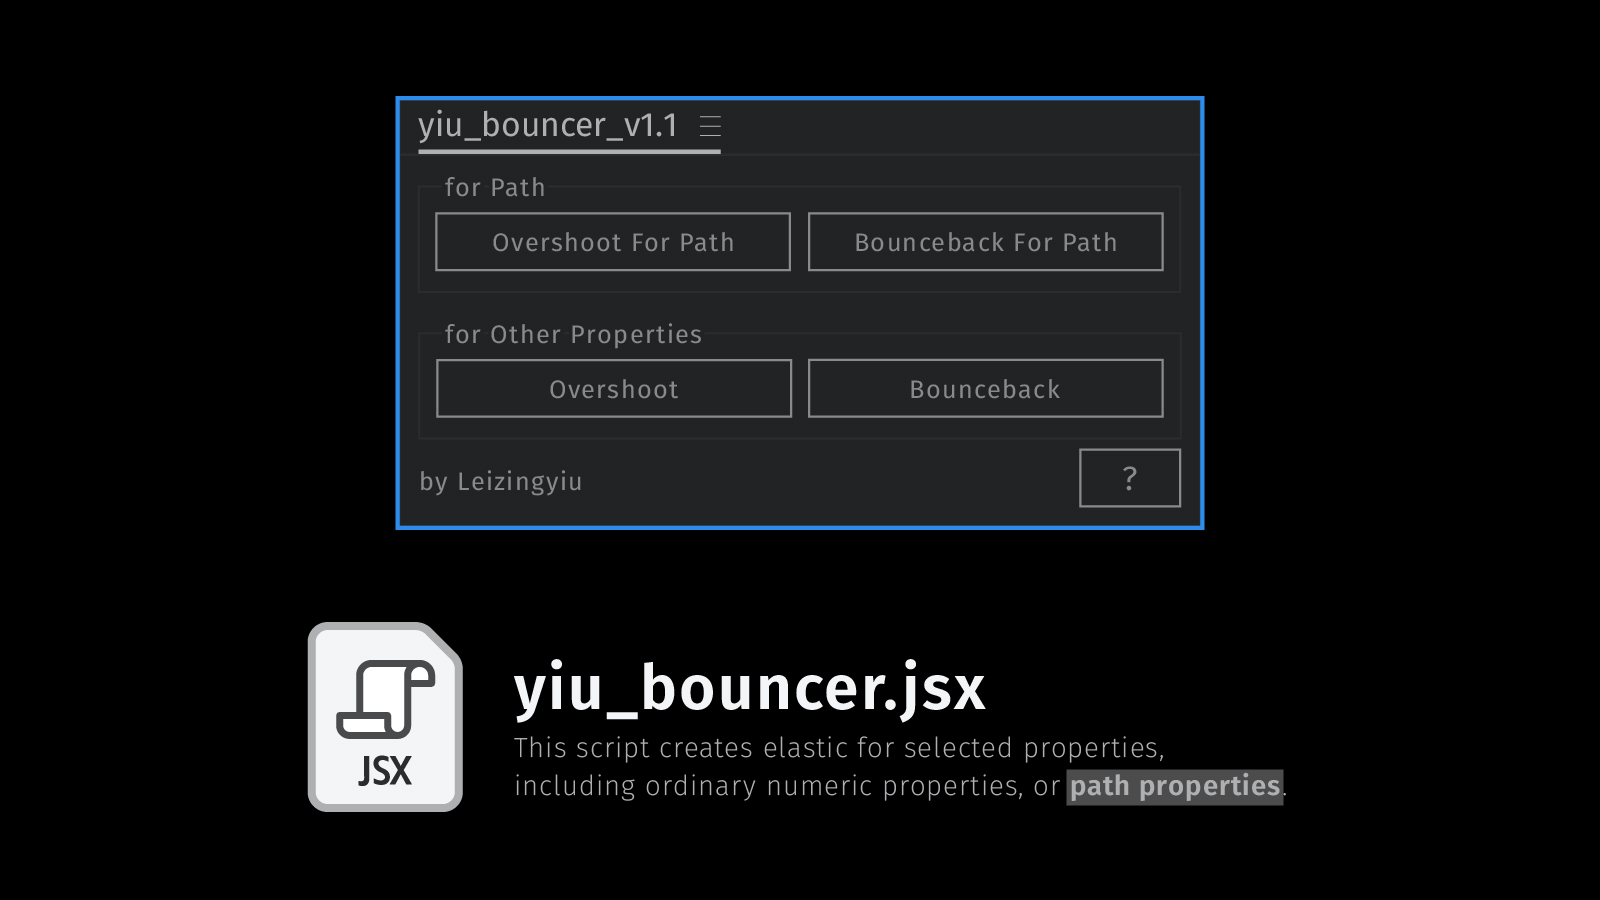 yiu_bouncer_v1.1
for Path
Overshoot For Path
Bounceback For Path
for Other Properties
Overshoot
Bounceback
by Leizingyiu
?
JSX
yiu_bouncer.jsx
This script creates elastic for selected properties,
including ordinary numeric properties, or path properties.